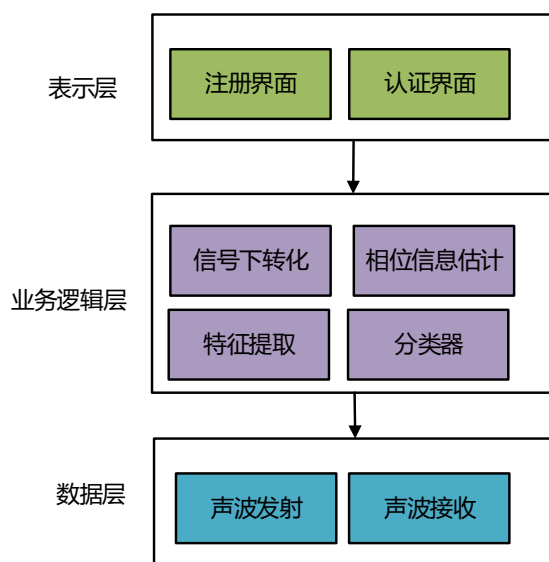 表示层
注册界面
认证界面
业务逻辑层
信号下转化
相位信息估计
特征提取
分类器
数据层
声波发射
声波接收